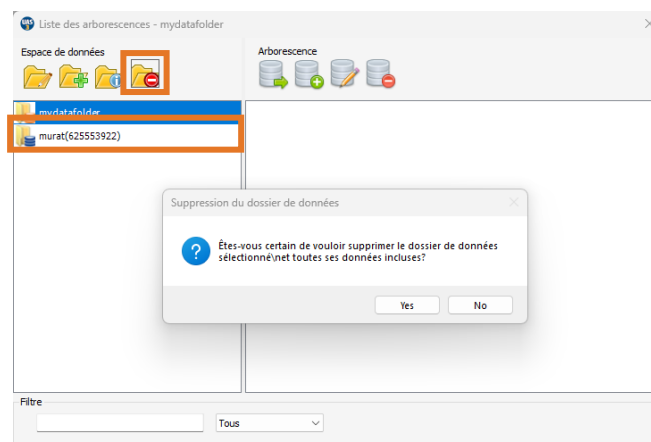 Liste des arborescences - mydatafolder
Espace de données
Arborescence
mydatafolder
murat(625553922)
Suppression du dossier de données
Êtes-vous certain de vouloir supprimer le dossier de données
sélectionné\net toutes ses données incluses?
Yes
No
Filtre
Tous